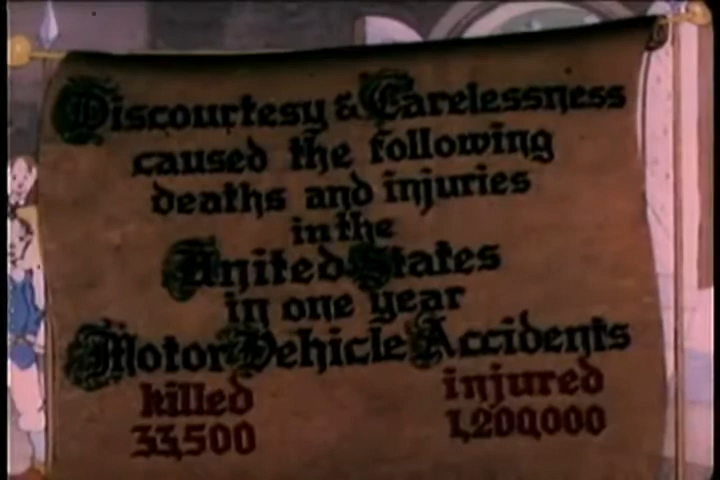 Discourtesy & Carelessness
caused the following
deaths and injuries
in the
United States
in one year
Motor Vehicle Accidents
killed injured
33,500 1,200,000